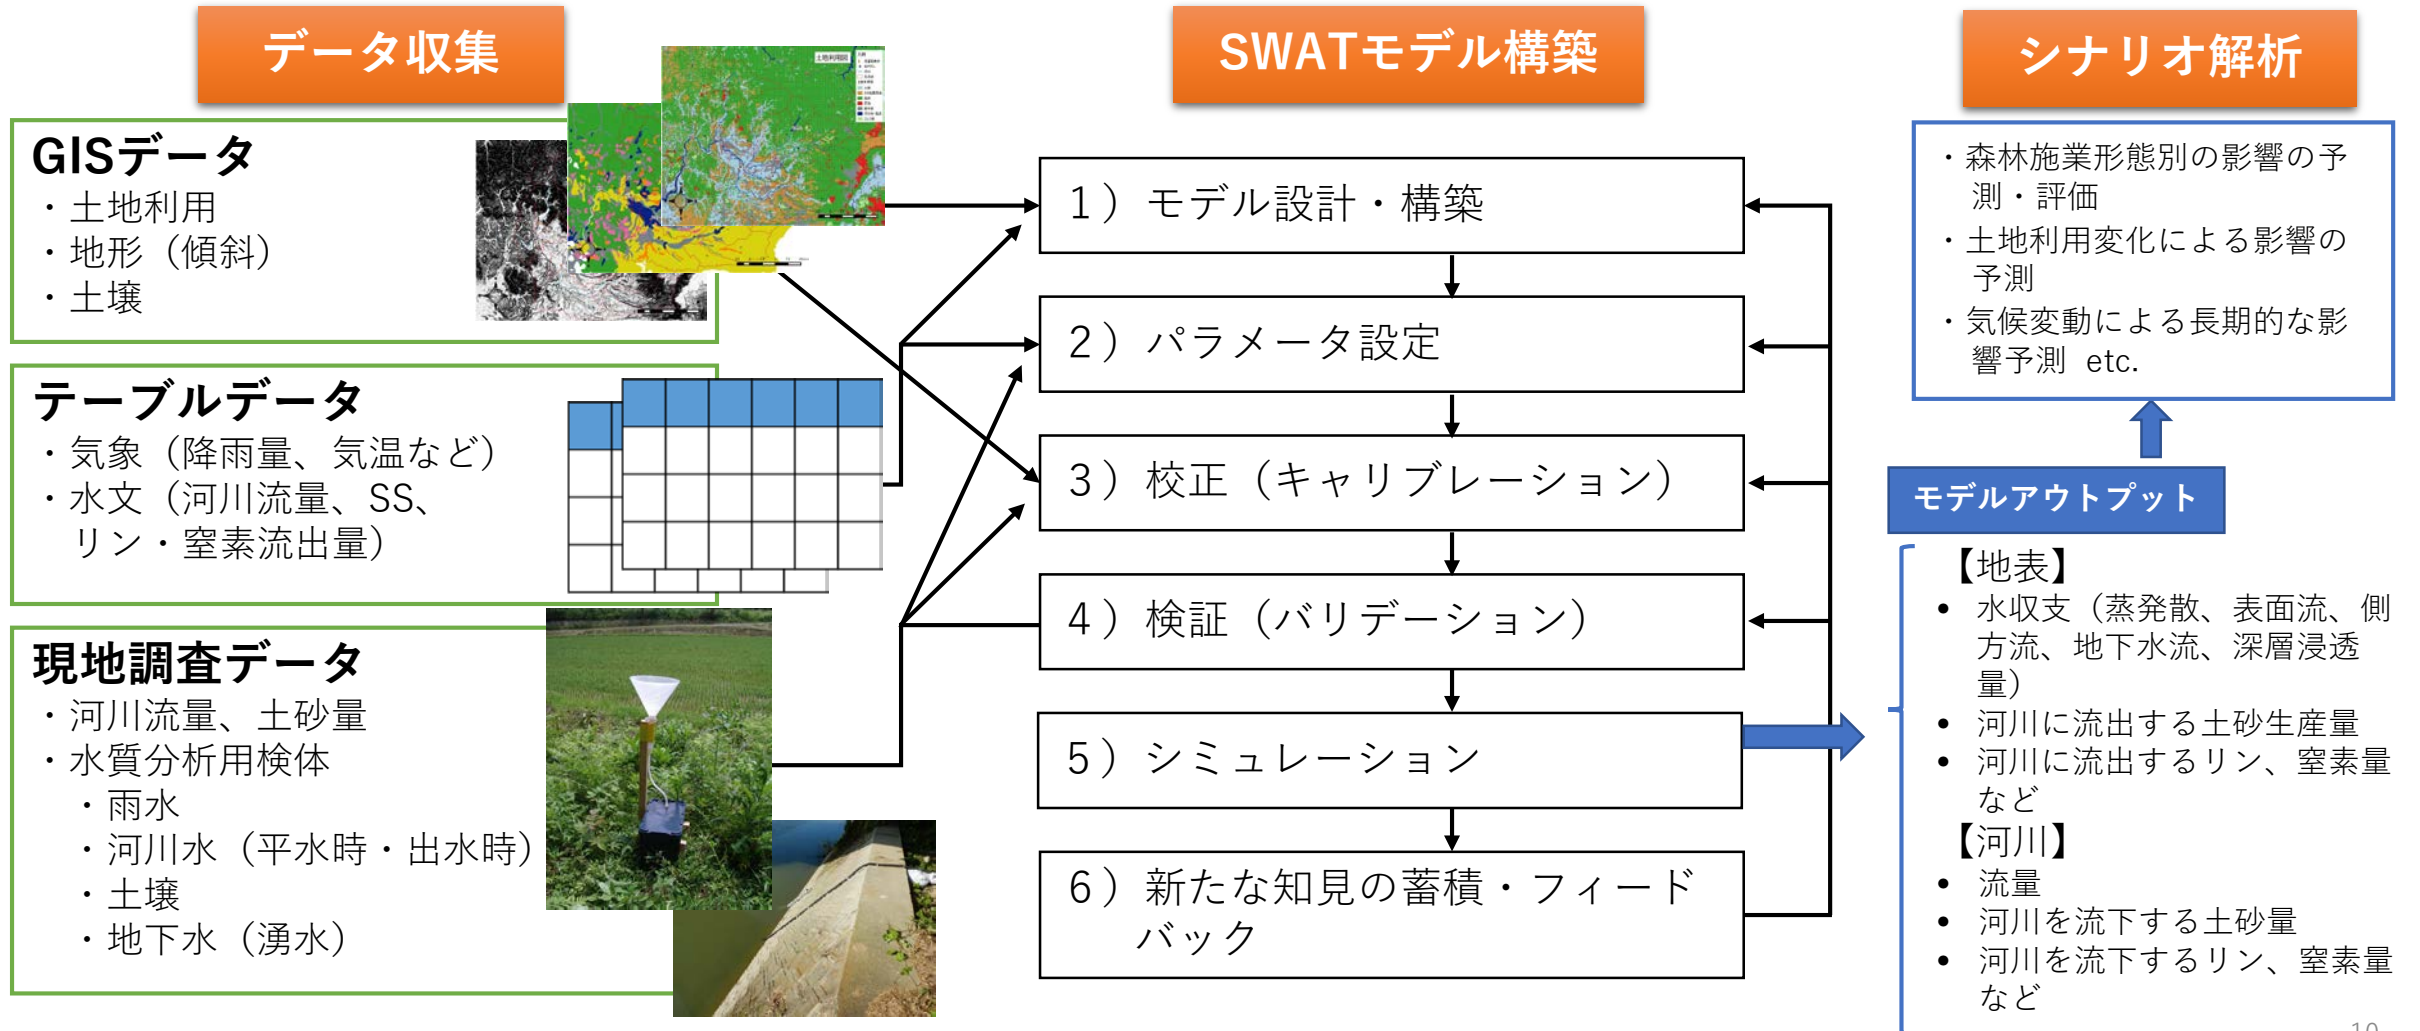 データ収集
GISデータ
・土地利用
・地形（傾斜）
・土壌
土地利用図
テーブルデータ
・気象（降雨量、気温など）
・水文（河川流量、SS、
リン・窒素流出量）
現地調査データ
・河川流量、土砂量
・水質分析用検体
・雨水
・河川水（平水時・出水時）
・土壌
・地下水（湧水）
SWATモデル構築
１）モデル設計・構築
２）パラメータ設定
３）校正（キャリブレーション）
４）検証（バリデーション）
５）シミュレーション
６）新たな知見の蓄積・フィード
バック
シナリオ解析
・森林施業形態別の影響の予
測・評価
・土地利用変化による影響の
予測
・気候変動による長期的な影
響予測 etc.
モデルアウトプット
【地表】
• 水収支（蒸発散、表面流、側
方流、地下水流、深層浸透
量）
• 河川に流出する土砂生産量
• 河川に流出するリン、窒素量
など
【河川】
• 流量
• 河川を流下する土砂量
• 河川を流下するリン、窒素量
など